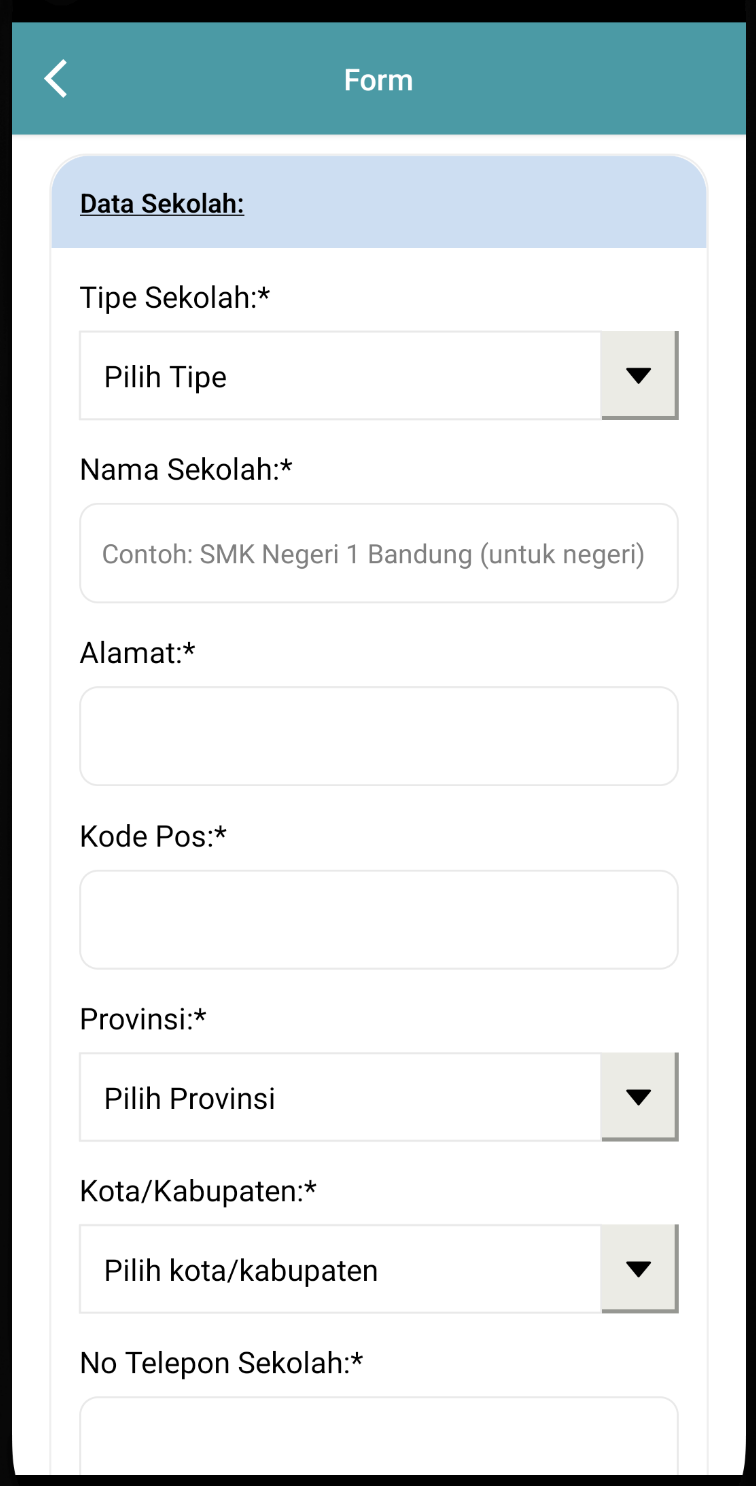 Form
Data Sekolah:
Tipe Sekolah:*
Pilih Tipe
Nama Sekolah:*
Contoh: SMK Negeri 1 Bandung (untuk negeri)
Alamat:*
Kode Pos:*
Provinsi:*
Pilih Provinsi
Kota/Kabupaten:*
Pilih kota/kabupaten
No Telepon Sekolah:*